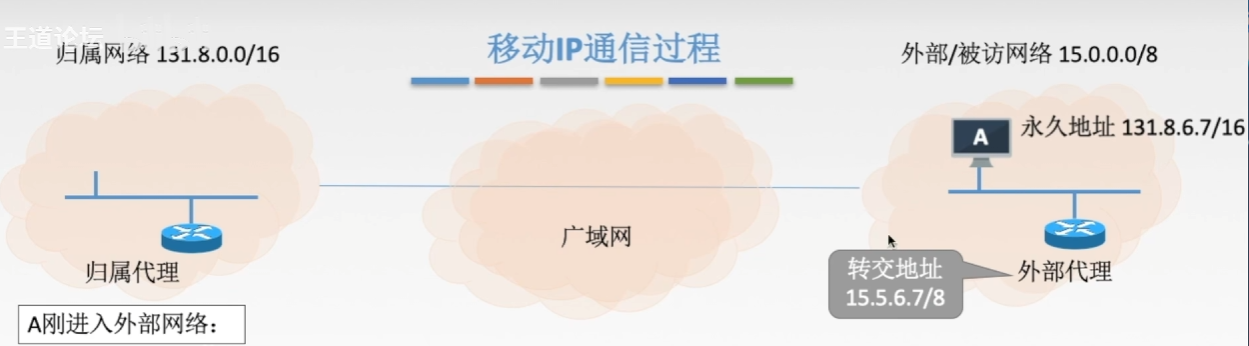 王道论坛
移动IP通信过程
归属网络 131.8.0.0/16
外部/被访网络 15.0.0.0/8
A
永久地址 131.8.6.7/16
广域网
归属代理
转交地址
15.5.6.7/8
外部代理
A刚进入外部网络：